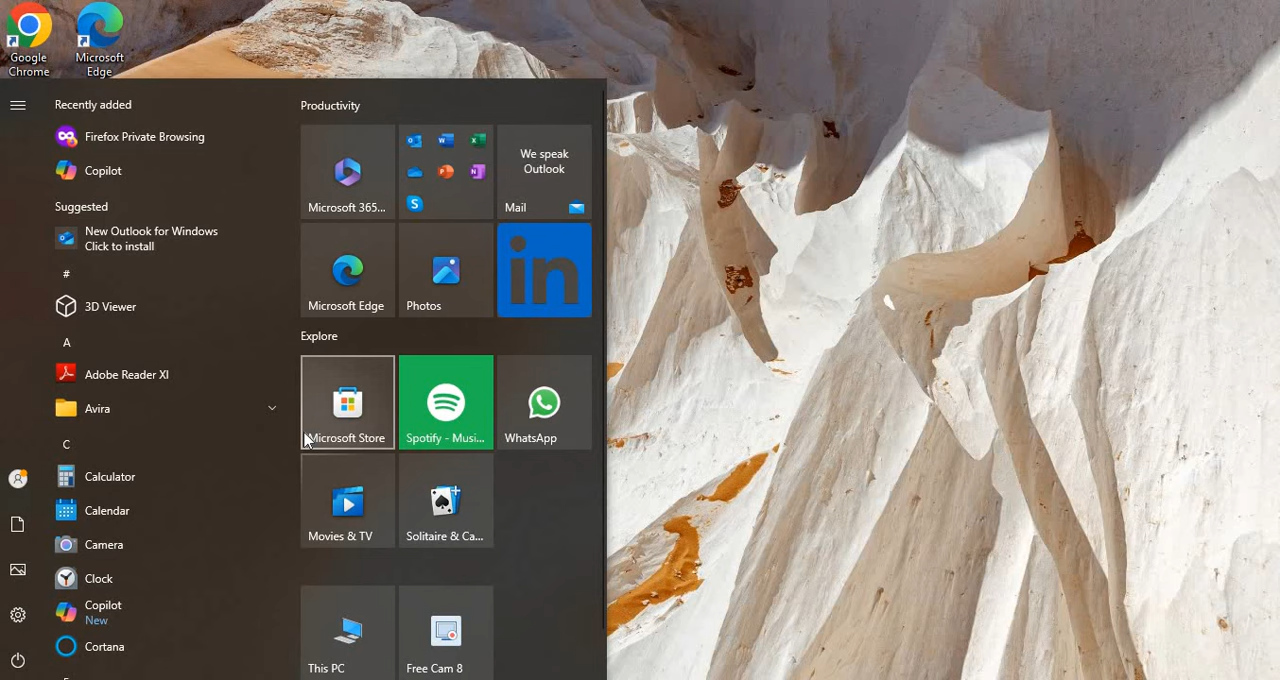 Google
Chrome
Microsoft
Edge
Recently added
Firefox Private Browsing
Copilot
Suggested
New Outlook for Windows
Click to install
#
3D Viewer
A
Adobe Reader XI
Avira
C
Calculator
Calendar
Camera
Clock
Copilot
New
Cortana
Productivity
Microsoft 365...
We speak
Outlook
Mail
Microsoft Edge
Photos
in
Explore
Microsoft Store
Spotify - Musi...
WhatsApp
Movies & TV
Solitaire & Ca...
This PC
Free Cam 8